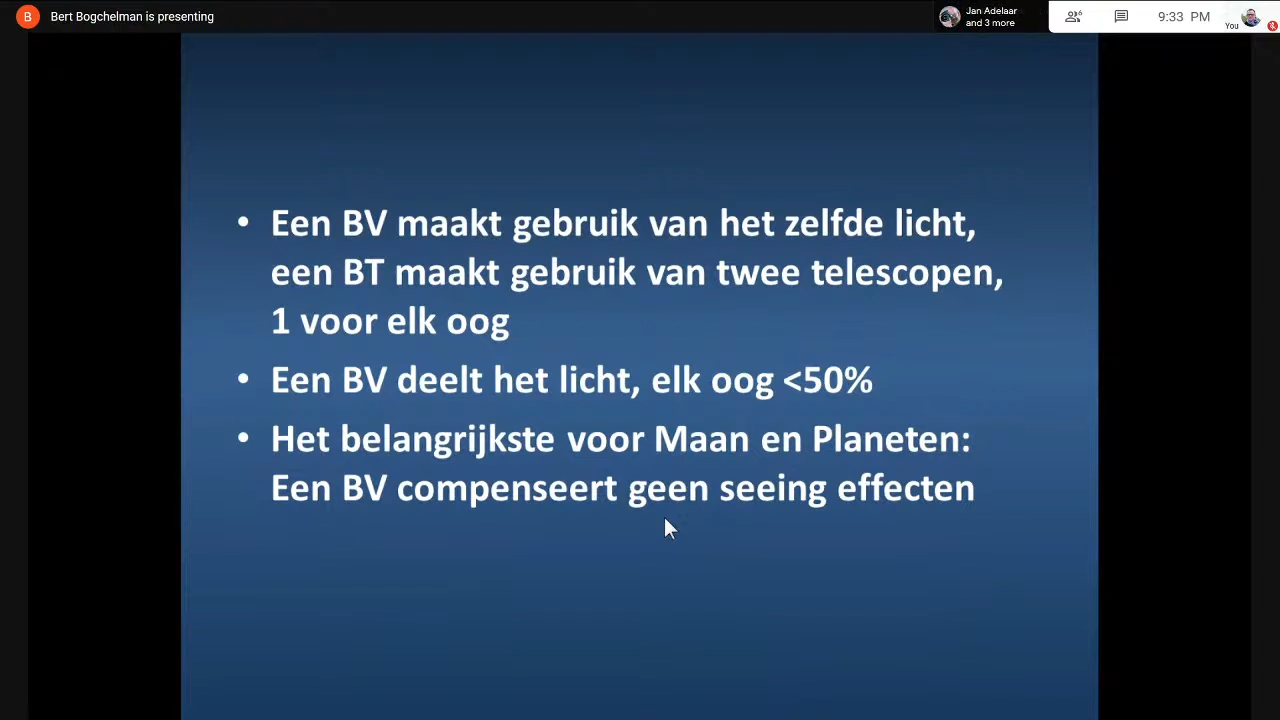 B Bert Bogchelman is presenting
Jan Adelaar
and 3 more
6
9:33 PM
You
• Een BV maakt gebruik van het zelfde licht,
een BT maakt gebruik van twee telescopen,
1 voor elk oog
• Een BV deelt het licht, elk oog <50%
• Het belangrijkste voor Maan en Planeten:
Een BV compenseert geen seeing effecten